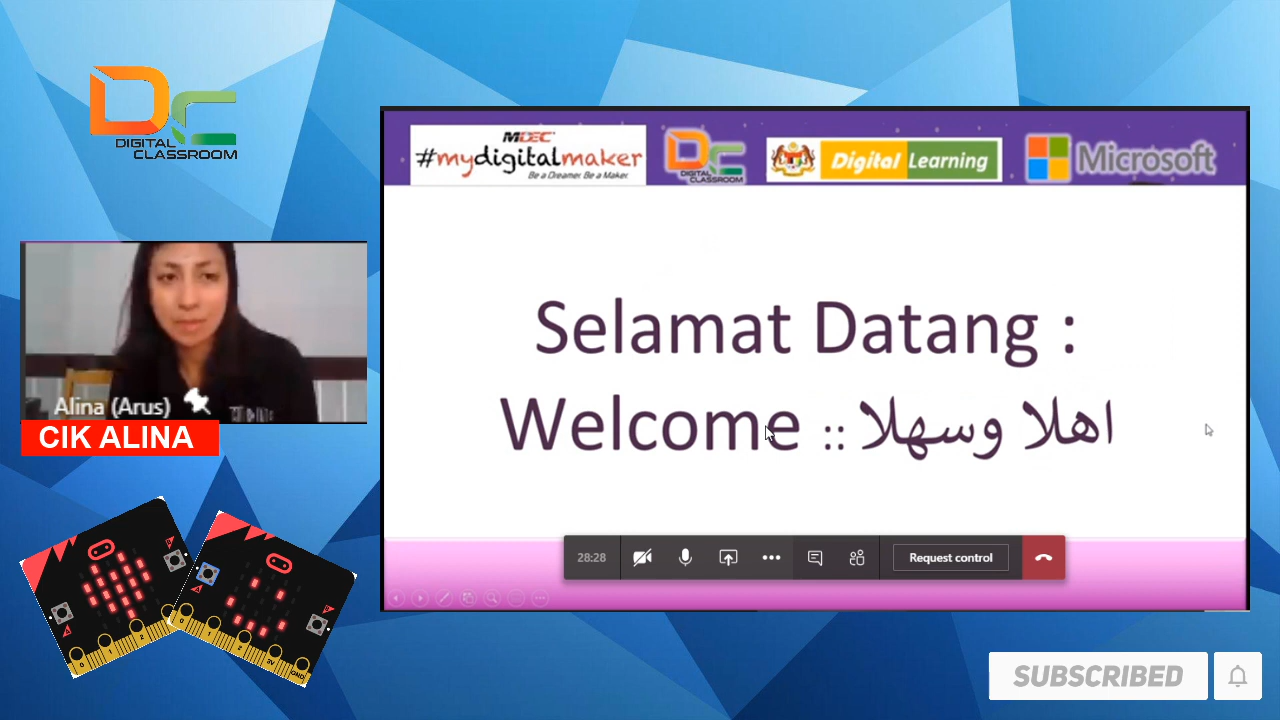 DIGITAL
CLASSROOM
MDEC
#mydigitalmaker
Be a Dreamer. Be a Maker.
DIGITAL
CLASSROOM
Digital Learning
Microsoft
Selamat Datang :
Welcome :: اهلا وسهلا
Alina (Arus)
CIK ALINA
28:28
Request control
SUBSCRIBED